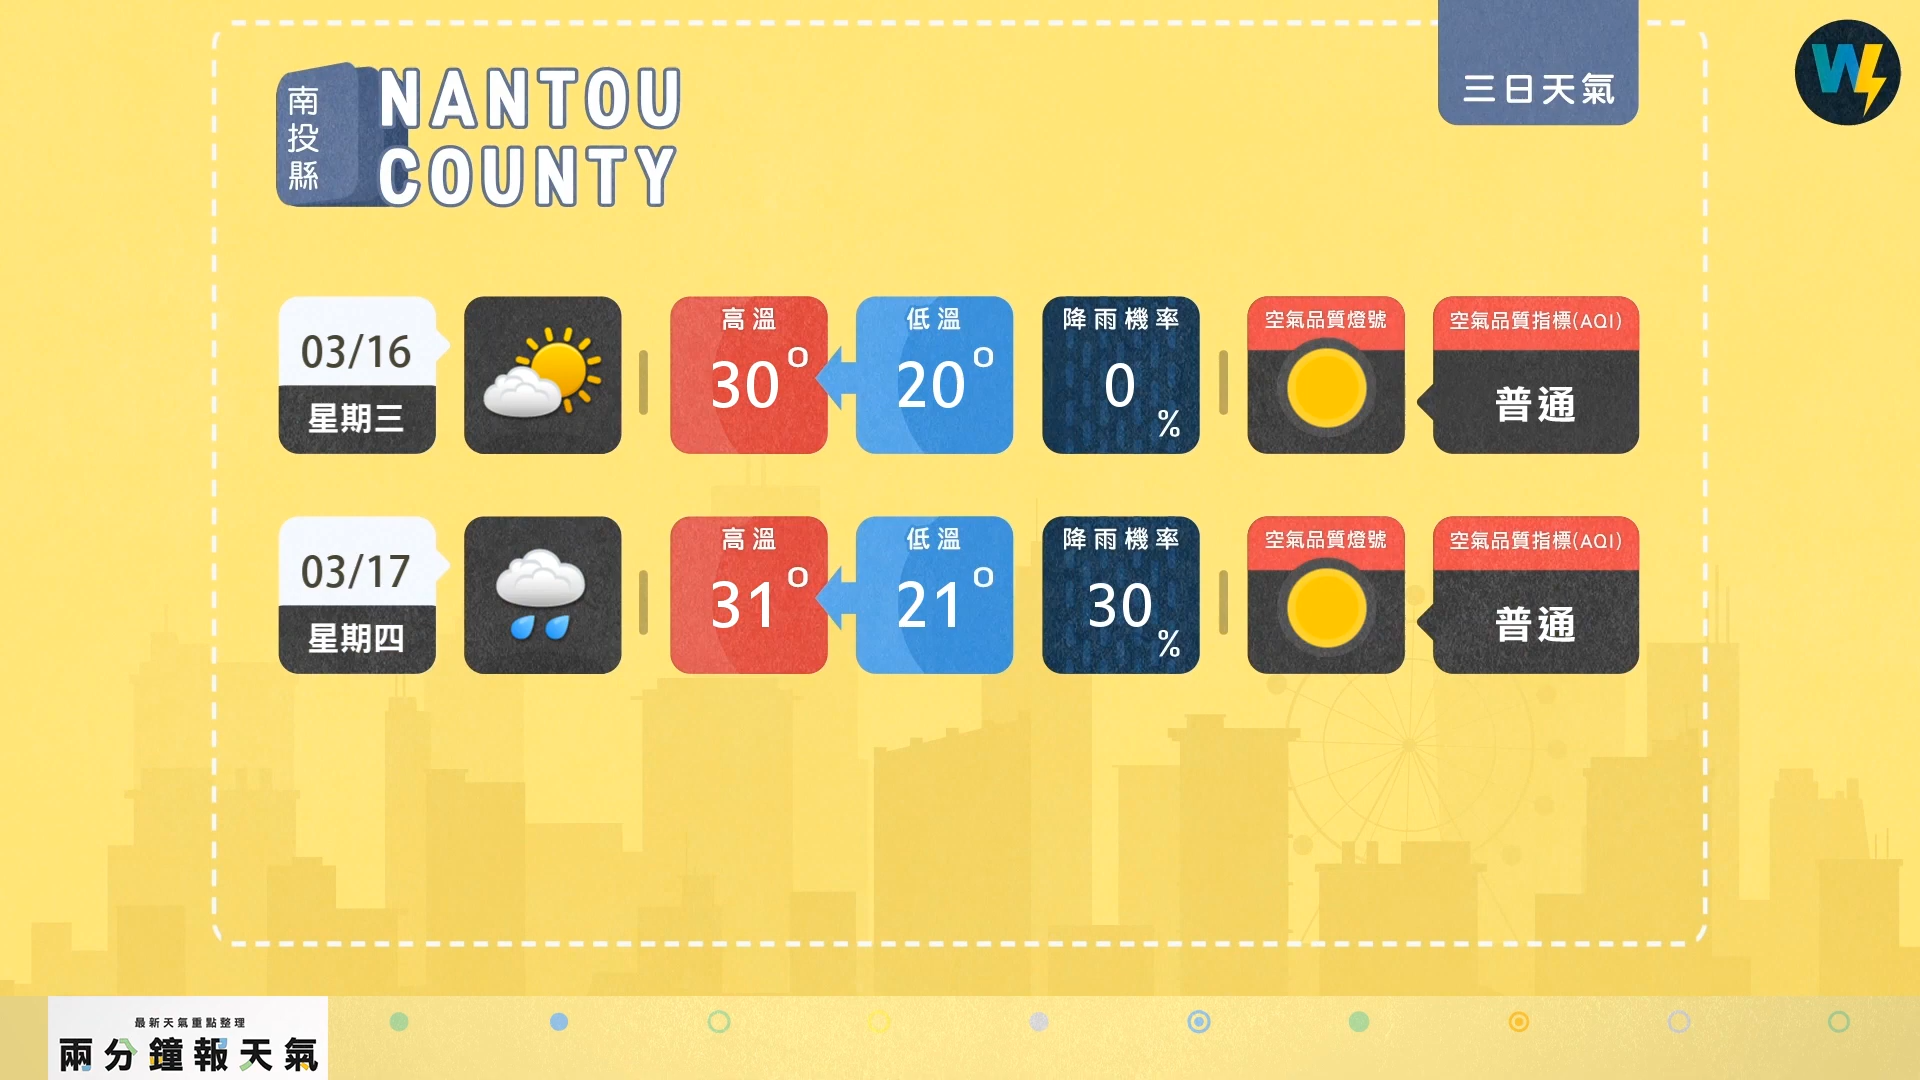 南投縣
NANTOU
COUNTY
三日天氣
W
03/16
星期三
高溫
30°
低溫
20°
降雨機率
0
%
空氣品質燈號
空氣品質指標(AQI)
普通
03/17
星期四
高溫
31°
低溫
21°
降雨機率
30
%
空氣品質燈號
空氣品質指標(AQI)
普通
最新天氣重點整理
兩分鐘報天氣